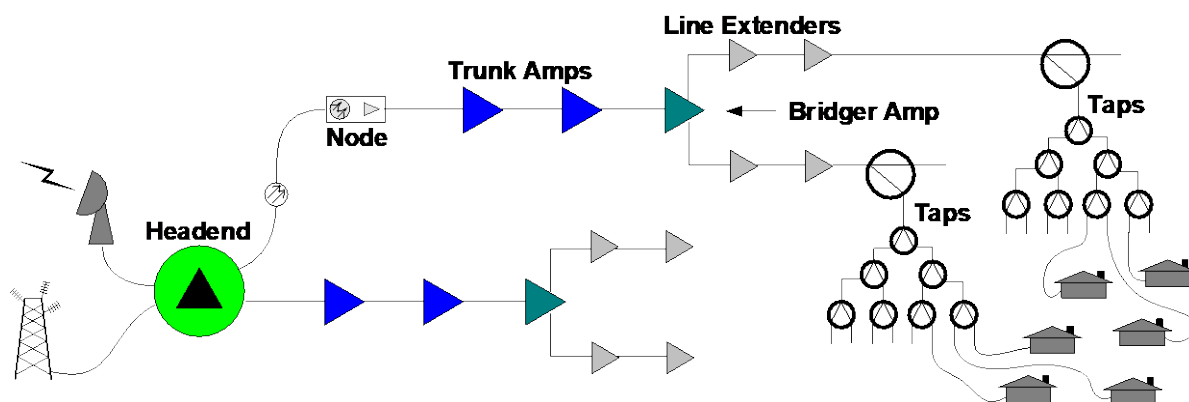 Line Extenders
Trunk Amps
Taps
Bridger Amp
Node
Taps
Headend